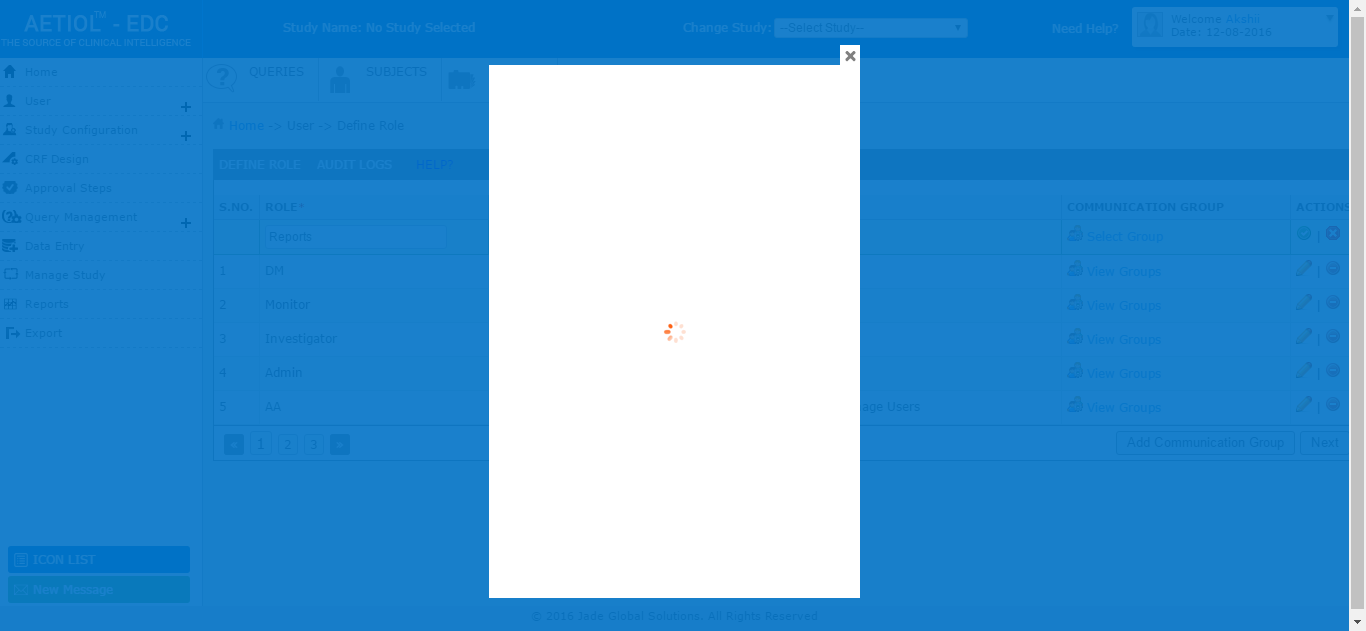 AETIOL™ - EDC
THE SOURCE OF CLINICAL INTELLIGENCE
Study Name: No Study Selected
Change Study: --Select Study--
Need Help?
Welcome Akshii
Date: 12-08-2016
Home
User
Study Configuration
CRF Design
Approval Steps
Query Management
Data Entry
Manage Study
Reports
Export
ICON LIST
New Message
QUERIES
SUBJECTS
Home -> User -> Define Role
DEFINE ROLE AUDIT LOGS HELP?
S.NO. ROLE* COMMUNICATION GROUP ACTIONS
Reports Select Group |
1 DM View Groups |
2 Monitor View Groups |
3 Investigator View Groups |
4 Admin View Groups |
5 AA age Users View Groups |
< 1 2 3 > Add Communication Group Next
© 2016 Jade Global Solutions. All Rights Reserved